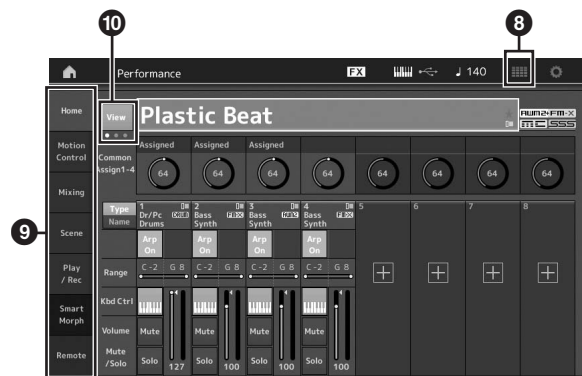 10
8
Performance
FX
♩ 140
Home
View
Plastic Beat
AWM2+FM-X
Motion Control
Common Assign1-4
Assigned
Assigned
Assigned
64
64
64
64
64
64
64
64
Mixing
Type
Name
1
Dr/Pc
Drums
2
Bass
Synth
3
Bass
Synth
4
Bass
Synth
5
6
7
8
9
Scene
Arp On
Arp On
Arp On
Play / Rec
Range
C -2 G 8
C -2 G 8
C -2 G 8
C -2 G 8
Smart Morph
Kbd Ctrl
Volume
Mute
Mute
Mute
Mute
Remote
Mute /Solo
Solo
127
Solo
100
Solo
100
Solo
100